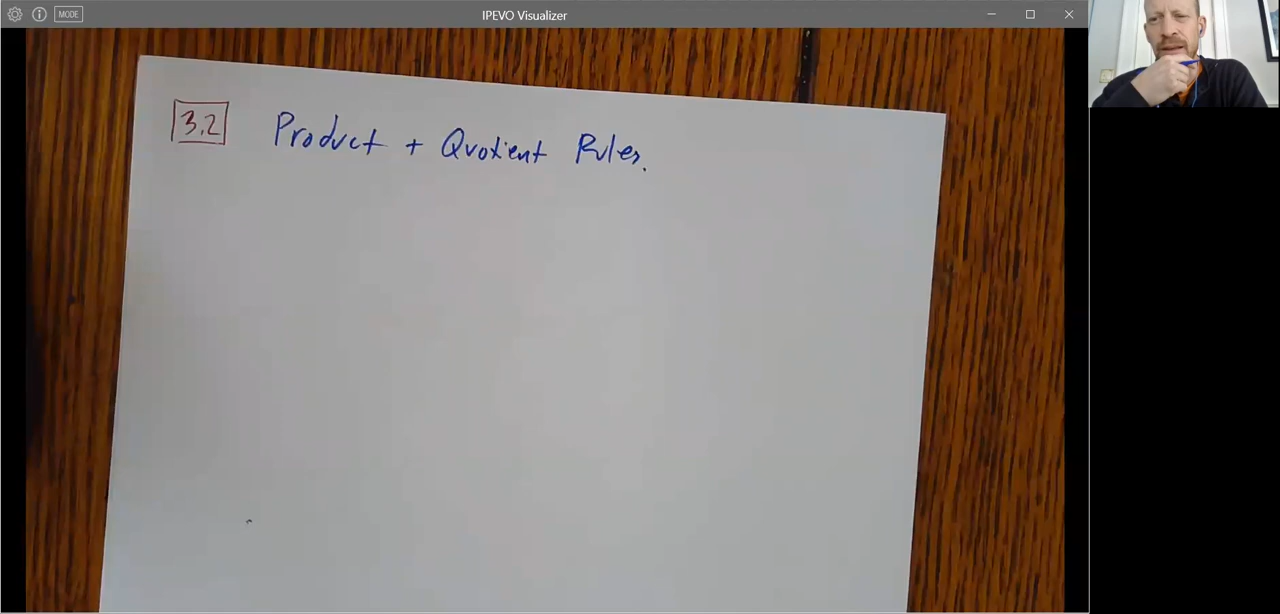 MODE
IPEVO Visualizer
3.2 Product + Quotient Rules.